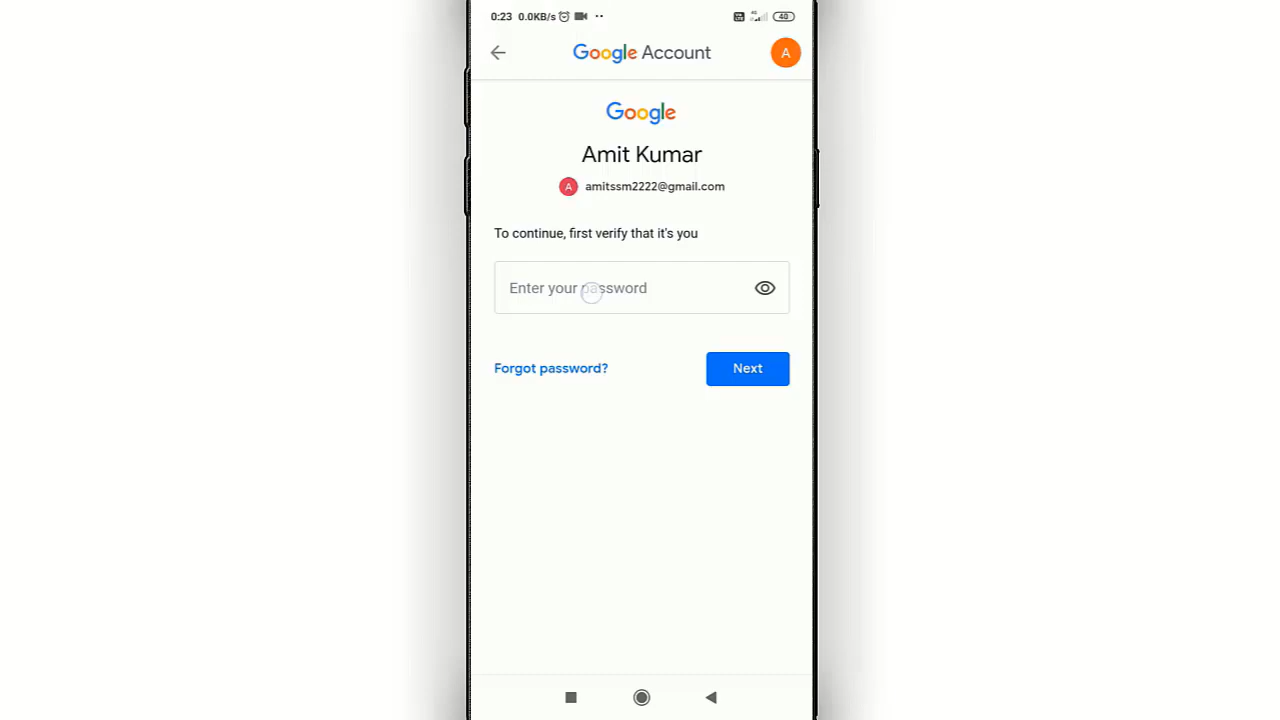 0:23 0.0KB/s 40
Google Account A
Google
Amit Kumar
A amitssm2222@gmail.com
To continue, first verify that it's you
Enter your password
Forgot password? Next